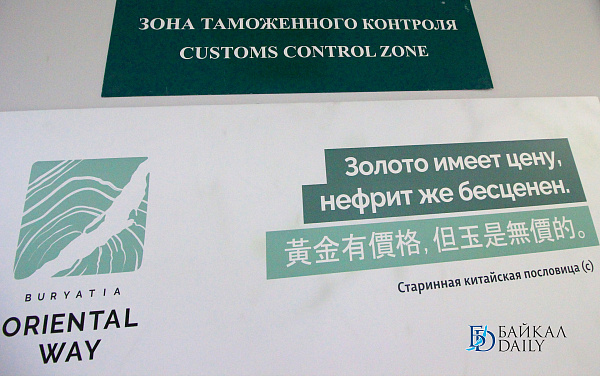 ЗОНА ТАМОЖЕННОГО КОНТРОЛЯ
CUSTOMS CONTROL ZONE
Золото имеет цену,
нефрит же бесценен.
黃金有價格,但玉是無價的。
Старинная китайская пословица (с)
BURYATIA
ORIENTAL
WAY
БАЙКАЛ
DAILY